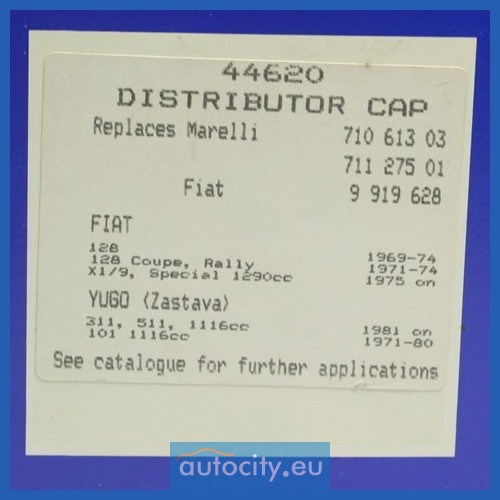 44620
DISTRIBUTOR CAP
Replaces Marelli 710 613 03
711 275 01
Fiat 9 919 628
FIAT
128 1969-74
128 Coupe, Rally 1971-74
X1/9, Special 1290cc 1975 on
YUGO (Zastava)
311, 511, 1116cc 1981 on
101 1116cc 1971-80
See catalogue for further applications
autocity.eu